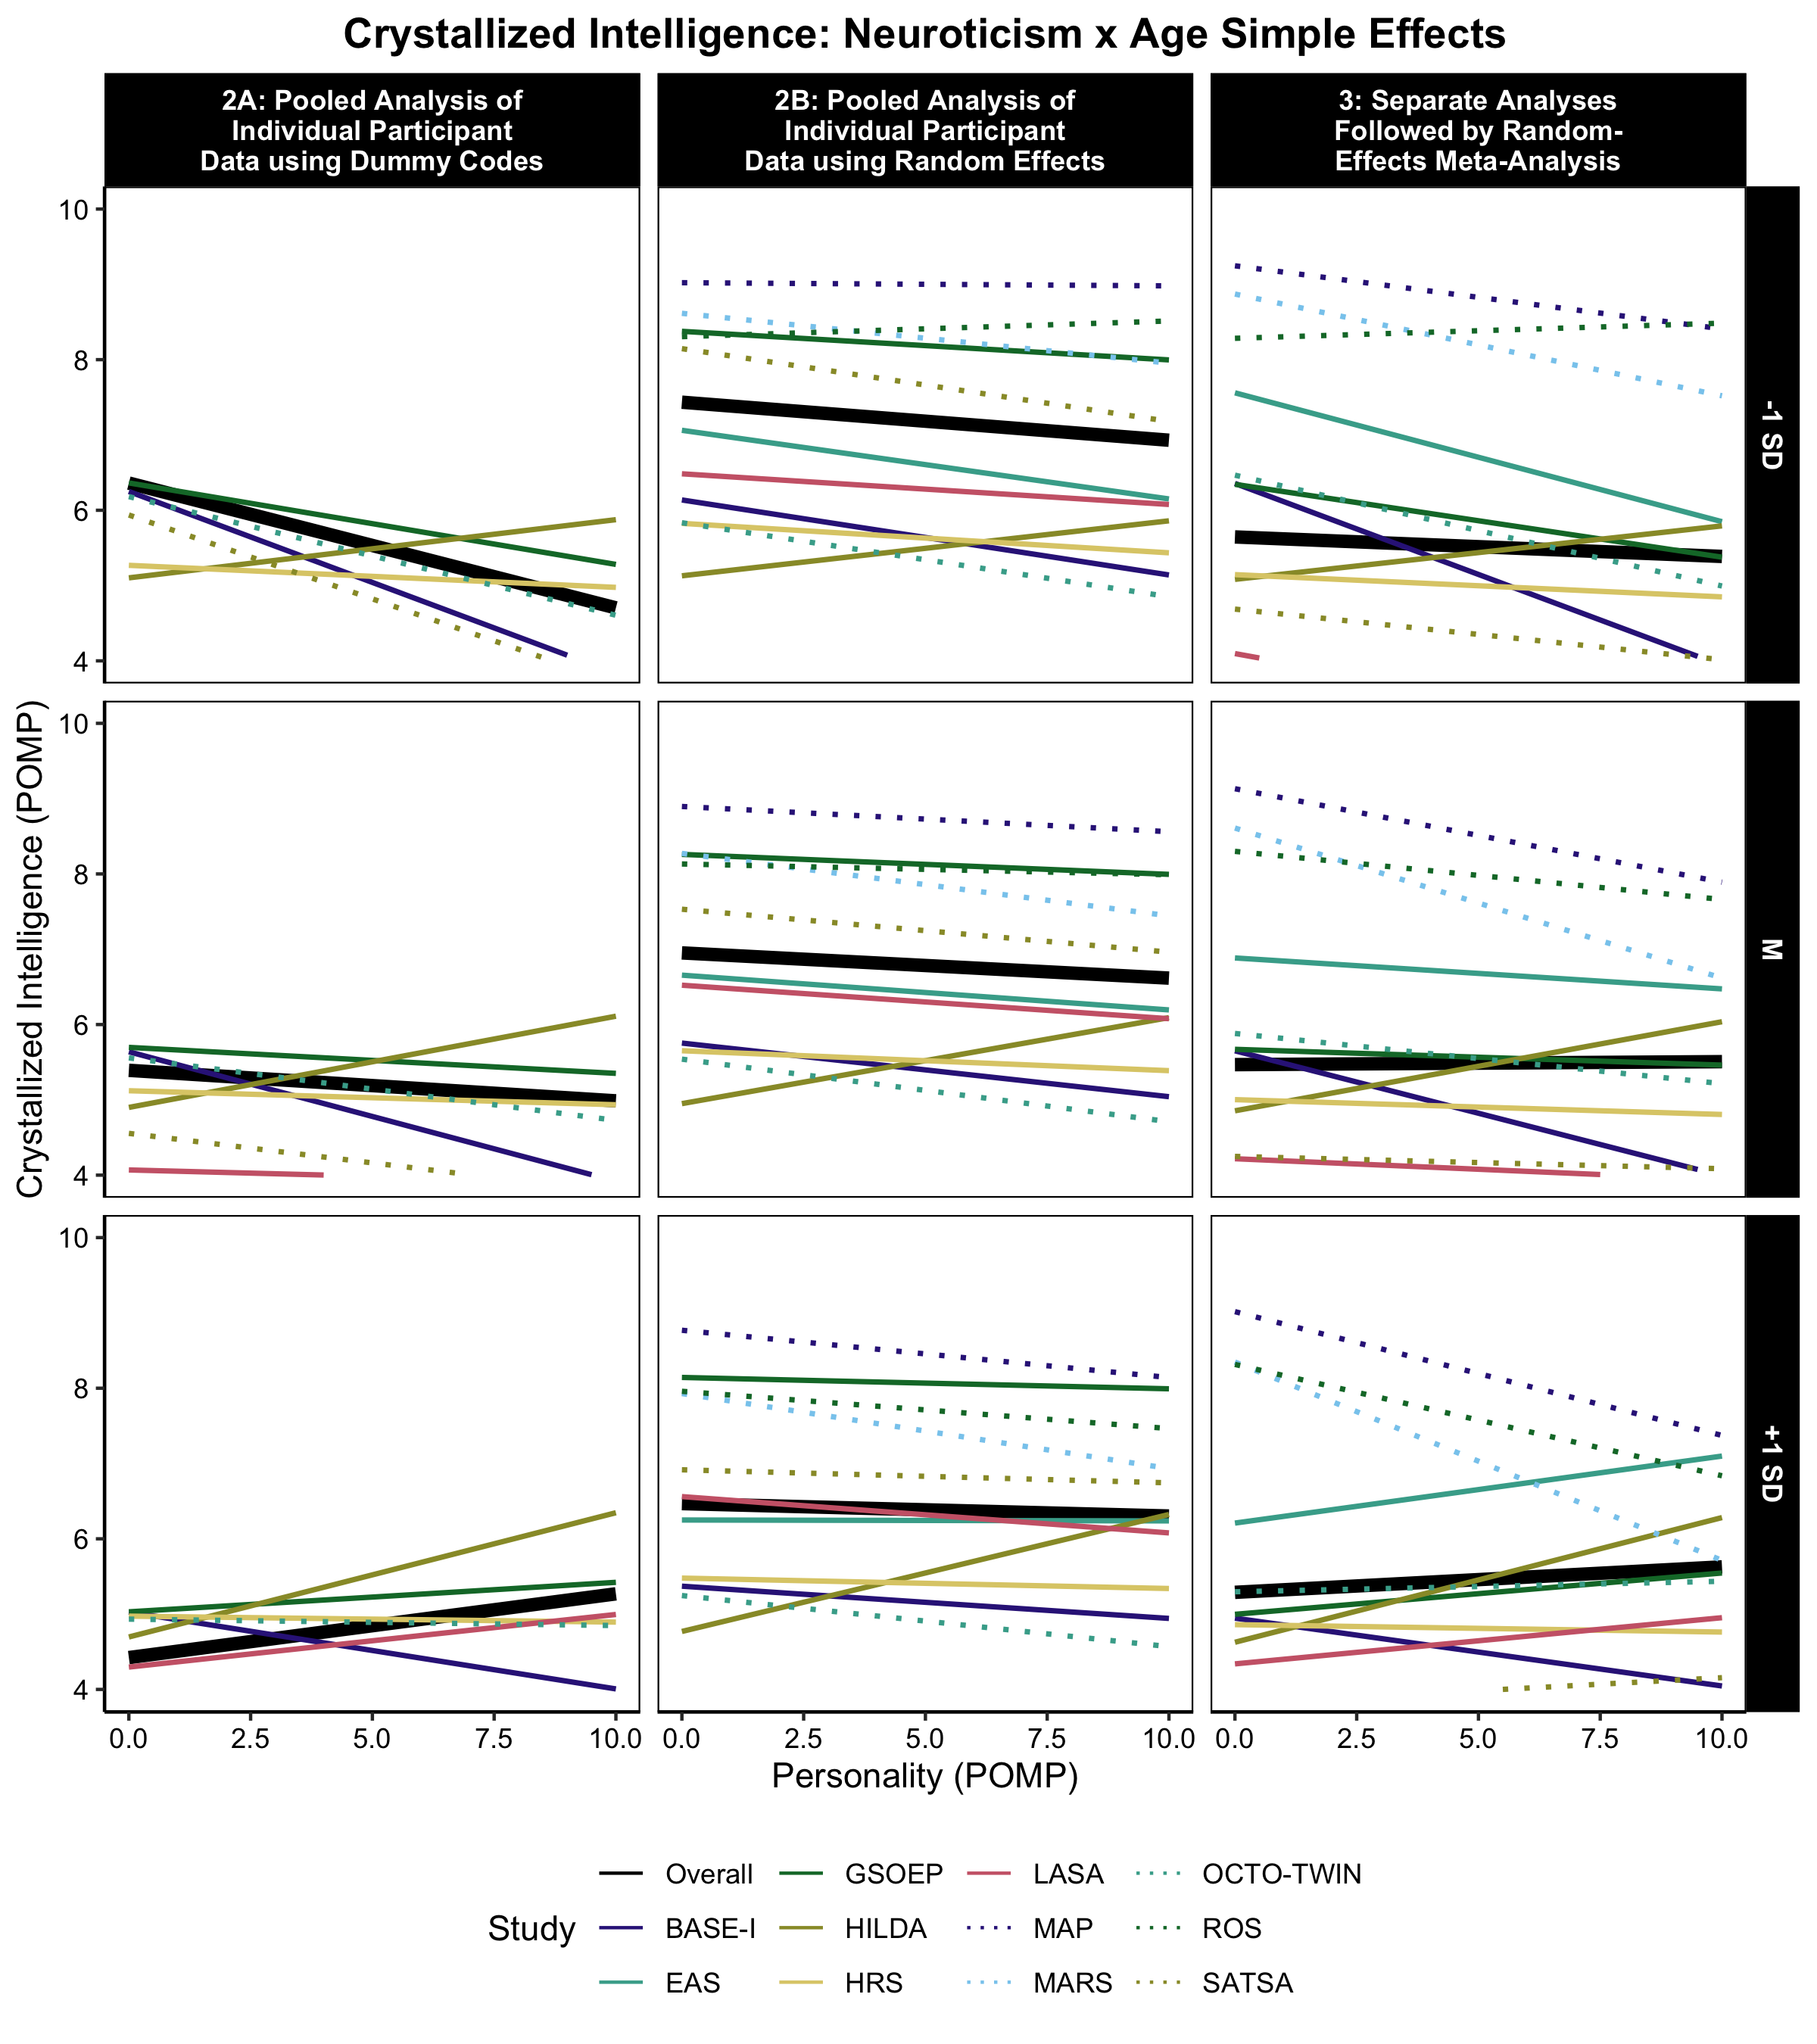 Crystallized Intelligence: Neuroticism x Age Simple Effects
2A: Pooled Analysis of
Individual Participant
Data using Dummy Codes
2B: Pooled Analysis of
Individual Participant
Data using Random Effects
3: Separate Analyses
Followed by Random-
Effects Meta-Analysis
10
8
6
4
-1 SD
10
8
6
4
M
10
8
6
4
+1 SD
Crystallized Intelligence (POMP)
0.0 2.5 5.0 7.5 10.0
0.0 2.5 5.0 7.5 10.0
0.0 2.5 5.0 7.5 10.0
Personality (POMP)
Study
Overall GSOEP LASA OCTO-TWIN
BASE-I HILDA MAP ROS
EAS HRS MARS SATSA